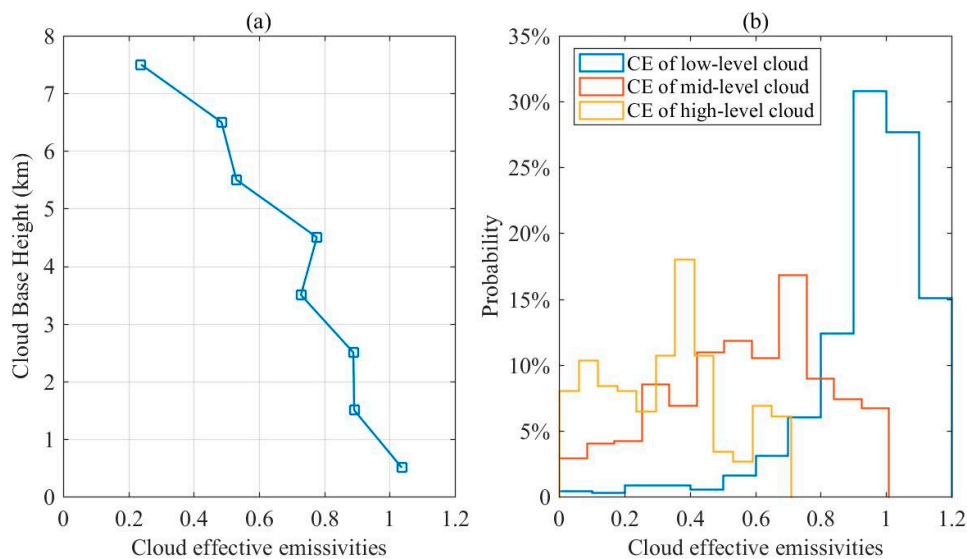 (a)
8
7
6
5
4
3
2
1
0
Cloud Base Height (km)
0 0.2 0.4 0.6 0.8 1 1.2
Cloud effective emissivities
(b)
35%
30%
25%
20%
15%
10%
5%
0
Probability
CE of low-level cloud
CE of mid-level cloud
CE of high-level cloud
0 0.2 0.4 0.6 0.8 1 1.2
Cloud effective emissivities